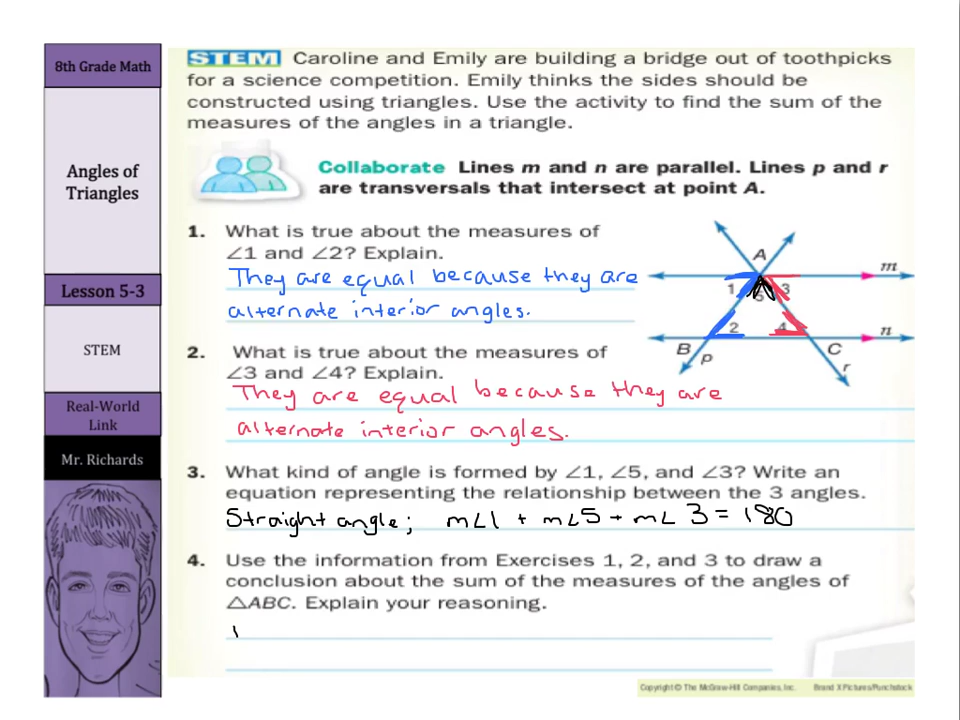 8th Grade Math
Angles of
Triangles
Lesson 5-3
STEM
Real-World
Link
Mr. Richards
STEM Caroline and Emily are building a bridge out of toothpicks
for a science competition. Emily thinks the sides should be
constructed using triangles. Use the activity to find the sum of the
measures of the angles in a triangle.
Collaborate Lines m and n are parallel. Lines p and r
are transversals that intersect at point A.
1. What is true about the measures of
∠1 and ∠2? Explain.
They are equal because they are
alternate interior angles.
A
m
1
5
3
2
4
n
B
C
p
r
2. What is true about the measures of
∠3 and ∠4? Explain.
They are equal because they are
alternate interior angles.
3. What kind of angle is formed by ∠1, ∠5, and ∠3? Write an
equation representing the relationship between the 3 angles.
Straight angle; m∠1 + m∠5 + m∠3 = 180
4. Use the information from Exercises 1, 2, and 3 to draw a
conclusion about the sum of the measures of the angles of
△ABC. Explain your reasoning.
Copyright © The McGraw-Hill Companies, Inc. Brand X Pictures/Punchstock